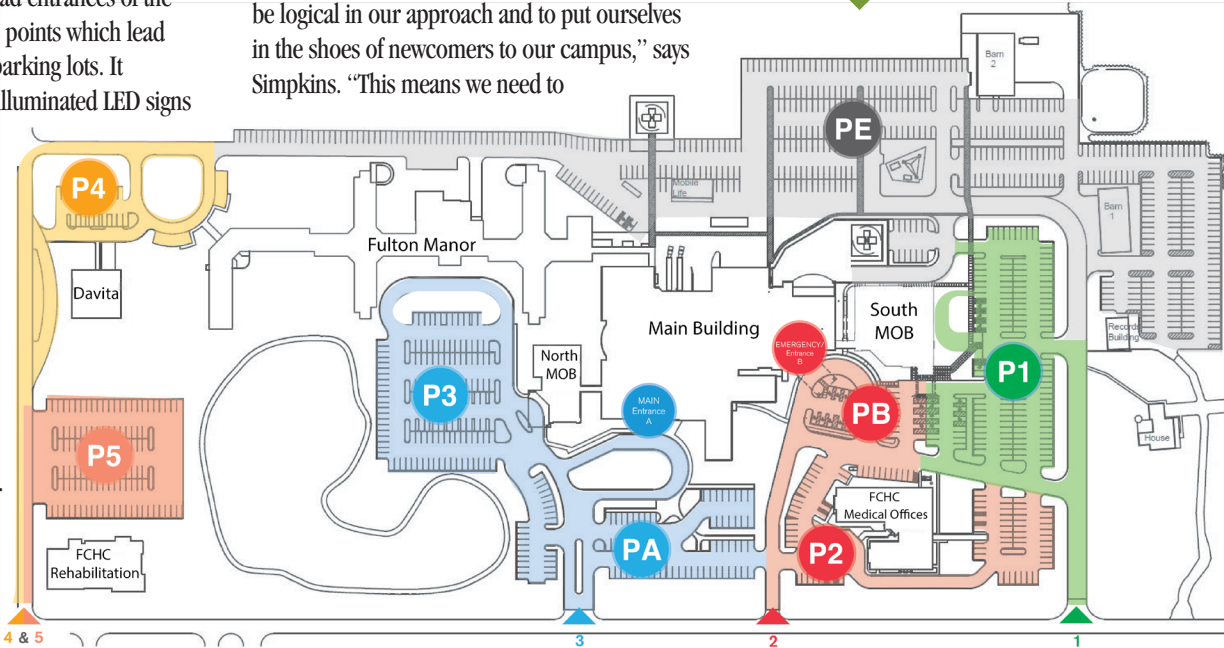 ad entrances of the
points which lead
parking lots. It
illuminated LED signs
be logical in our approach and to put ourselves
in the shoes of newcomers to our campus,” says
Simpkins. “This means we need to
Barn
2
PE
P4
Mobile
Life
Barn
1
Fulton Manor
Davita
South
MOB
Main Building
Records
Building
EMERGENCY/
Entrance
B
North
MOB
P1
P3
MAIN
Entrance
A
PB
House
P5
FCHC
Medical Offices
PA
P2
FCHC
Rehabilitation
4 & 5
3
2
1